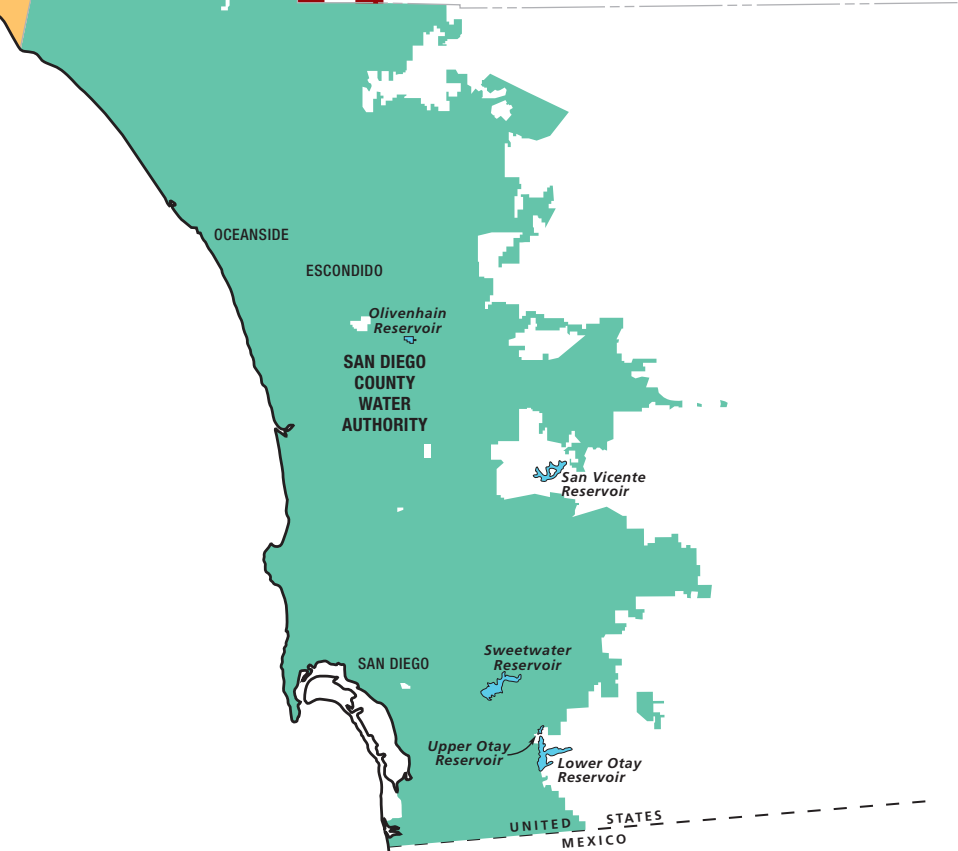 OCEANSIDE
ESCONDIDO
Olivenhain
Reservoir
SAN DIEGO
COUNTY
WATER
AUTHORITY
San Vicente
Reservoir
Sweetwater
Reservoir
SAN DIEGO
Upper Otay
Reservoir
Lower Otay
Reservoir
UNITED STATES
MEXICO